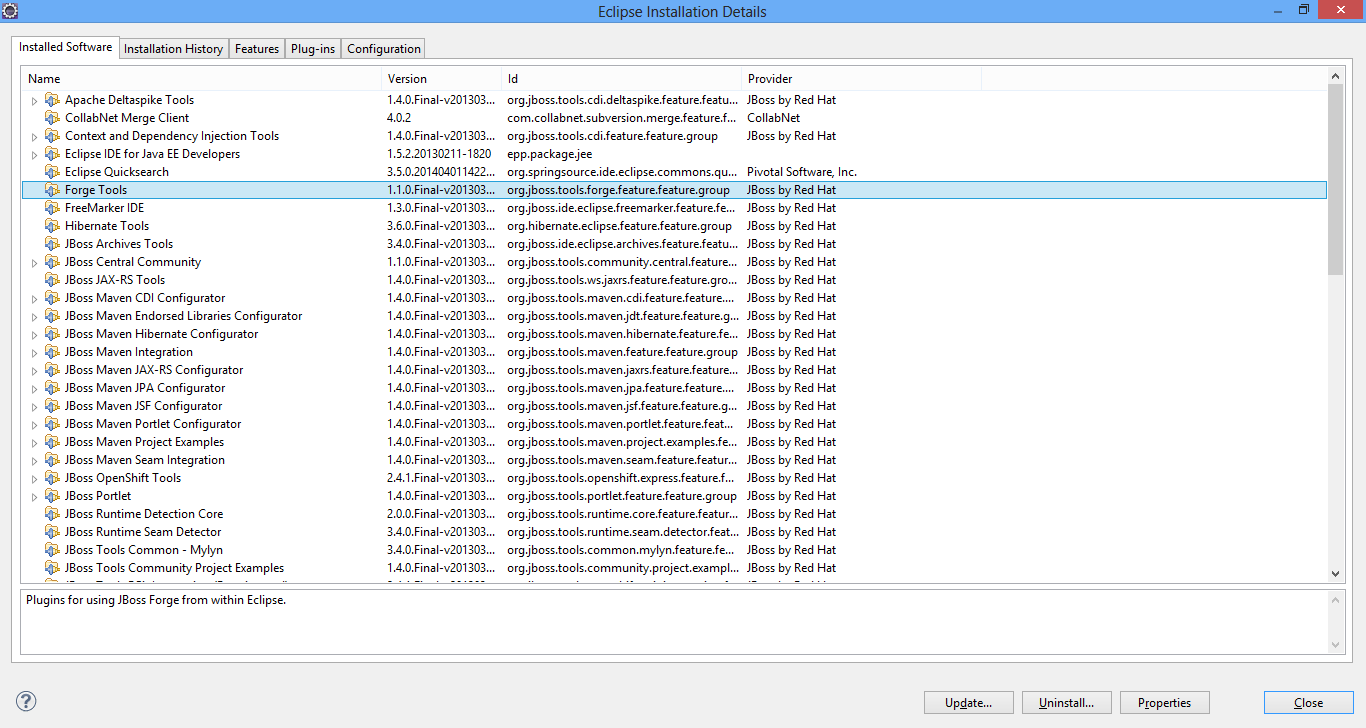 Eclipse Installation Details
Installed Software Installation History Features Plug-ins Configuration
Name Version Id Provider
Apache Deltaspike Tools 1.4.0.Final-v201303... org.jboss.tools.cdi.deltaspike.feature.featu... JBoss by Red Hat
CollabNet Merge Client 4.0.2 com.collabnet.subversion.merge.feature.f... CollabNet
Context and Dependency Injection Tools 1.4.0.Final-v201303... org.jboss.tools.cdi.feature.feature.group JBoss by Red Hat
Eclipse IDE for Java EE Developers 1.5.2.20130211-1820 epp.package.jee
Eclipse Quicksearch 3.5.0.201404011422... org.springsource.ide.eclipse.commons.qu... Pivotal Software, Inc.
Forge Tools 1.1.0.Final-v201303... org.jboss.tools.forge.feature.feature.group JBoss by Red Hat
FreeMarker IDE 1.3.0.Final-v201303... org.jboss.ide.eclipse.freemarker.feature.fe... JBoss by Red Hat
Hibernate Tools 3.6.0.Final-v201303... org.hibernate.eclipse.feature.feature.group JBoss by Red Hat
JBoss Archives Tools 3.4.0.Final-v201303... org.jboss.ide.eclipse.archives.feature.featu... JBoss by Red Hat
JBoss Central Community 1.1.0.Final-v201303... org.jboss.tools.community.central.feature... JBoss by Red Hat
JBoss JAX-RS Tools 1.4.0.Final-v201303... org.jboss.tools.ws.jaxrs.feature.feature.gro... JBoss by Red Hat
JBoss Maven CDI Configurator 1.4.0.Final-v201303... org.jboss.tools.maven.cdi.feature.feature.... JBoss by Red Hat
JBoss Maven Endorsed Libraries Configurator 1.4.0.Final-v201303... org.jboss.tools.maven.jdt.feature.feature.g... JBoss by Red Hat
JBoss Maven Hibernate Configurator 1.4.0.Final-v201303... org.jboss.tools.maven.hibernate.feature.fe... JBoss by Red Hat
JBoss Maven Integration 1.4.0.Final-v201303... org.jboss.tools.maven.feature.feature.group JBoss by Red Hat
JBoss Maven JAX-RS Configurator 1.4.0.Final-v201303... org.jboss.tools.maven.jaxrs.feature.feature... JBoss by Red Hat
JBoss Maven JPA Configurator 1.4.0.Final-v201303... org.jboss.tools.maven.jpa.feature.feature.... JBoss by Red Hat
JBoss Maven JSF Configurator 1.4.0.Final-v201303... org.jboss.tools.maven.jsf.feature.feature.g... JBoss by Red Hat
JBoss Maven Portlet Configurator 1.4.0.Final-v201303... org.jboss.tools.maven.portlet.feature.feat... JBoss by Red Hat
JBoss Maven Project Examples 1.4.0.Final-v201303... org.jboss.tools.maven.project.examples.fe... JBoss by Red Hat
JBoss Maven Seam Integration 1.4.0.Final-v201303... org.jboss.tools.maven.seam.feature.featur... JBoss by Red Hat
JBoss OpenShift Tools 2.4.1.Final-v201303... org.jboss.tools.openshift.express.feature.f... JBoss by Red Hat
JBoss Portlet 1.4.0.Final-v201303... org.jboss.tools.portlet.feature.feature.group JBoss by Red Hat
JBoss Runtime Detection Core 2.0.0.Final-v201303... org.jboss.tools.runtime.core.feature.featur... JBoss by Red Hat
JBoss Runtime Seam Detector 3.4.0.Final-v201303... org.jboss.tools.runtime.seam.detector.feat... JBoss by Red Hat
JBoss Tools Common - Mylyn 3.4.0.Final-v201303... org.jboss.tools.common.mylyn.feature.fe... JBoss by Red Hat
JBoss Tools Community Project Examples 1.4.0.Final-v201303... org.jboss.tools.community.project.exampl... JBoss by Red Hat
Plugins for using JBoss Forge from within Eclipse.
? Update... Uninstall... Properties Close